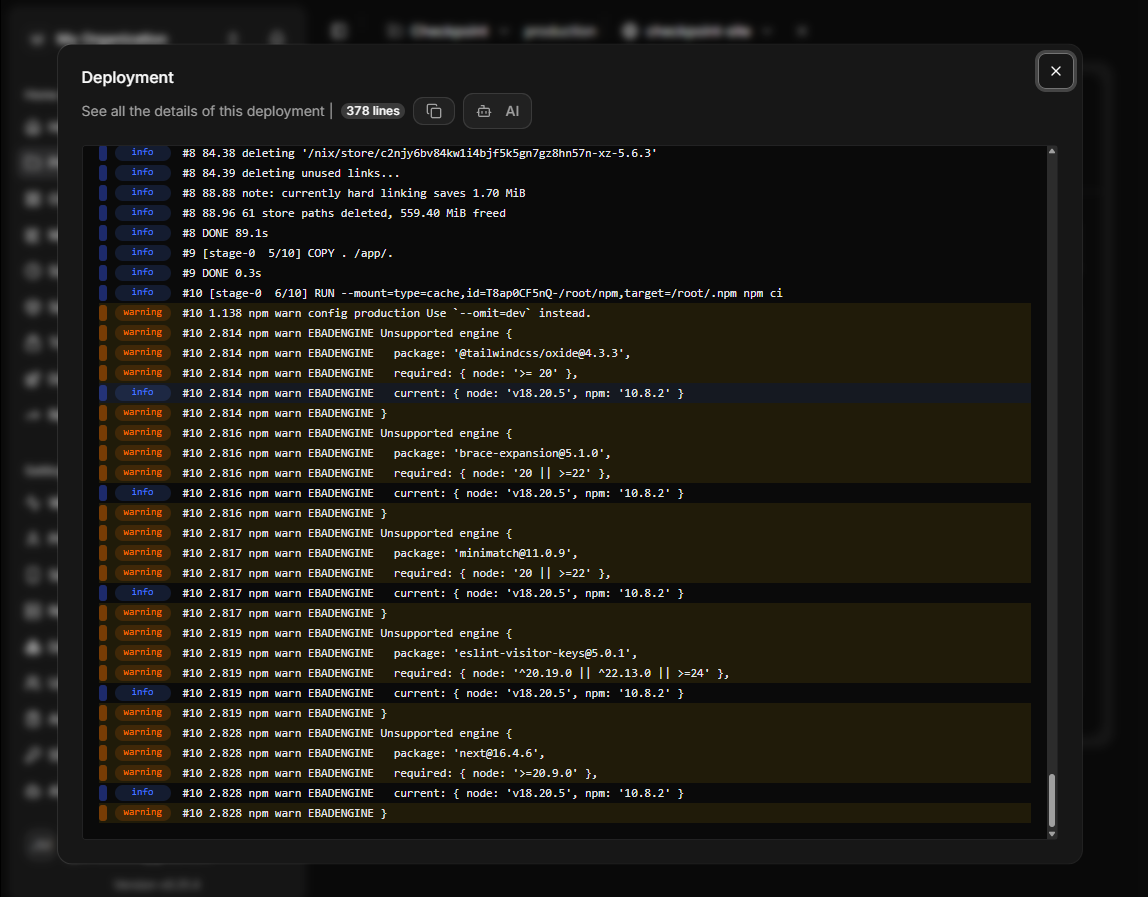 Checkpoint
production
checkpoint-site
Deployment
See all the details of this deployment | 378 lines
AI
info #8 84.38 deleting '/nix/store/c2njy6bv84kw1i4bjf5k5gn7gz8hn57n-xz-5.6.3'
info #8 84.39 deleting unused links...
info #8 88.88 note: currently hard linking saves 1.70 MiB
info #8 88.96 61 store paths deleted, 559.40 MiB freed
info #8 DONE 89.1s
info #9 [stage-0  5/10] COPY . /app/.
info #9 DONE 0.3s
info #10 [stage-0  6/10] RUN --mount=type=cache,id=T8ap0CF5nQ-/root/npm,target=/root/.npm npm ci
warning #10 1.138 npm warn config production Use `--omit=dev` instead.
warning #10 2.814 npm warn EBADENGINE Unsupported engine {
warning #10 2.814 npm warn EBADENGINE   package: '@tailwindcss/oxide@4.3.3',
warning #10 2.814 npm warn EBADENGINE   required: { node: '>= 20' },
info #10 2.814 npm warn EBADENGINE   current: { node: 'v18.20.5', npm: '10.8.2' }
warning #10 2.814 npm warn EBADENGINE }
warning #10 2.816 npm warn EBADENGINE Unsupported engine {
warning #10 2.816 npm warn EBADENGINE   package: 'brace-expansion@5.1.0',
warning #10 2.816 npm warn EBADENGINE   required: { node: '20 || >=22' },
info #10 2.816 npm warn EBADENGINE   current: { node: 'v18.20.5', npm: '10.8.2' }
warning #10 2.816 npm warn EBADENGINE }
warning #10 2.817 npm warn EBADENGINE Unsupported engine {
warning #10 2.817 npm warn EBADENGINE   package: 'minimatch@11.0.9',
warning #10 2.817 npm warn EBADENGINE   required: { node: '20 || >=22' },
info #10 2.817 npm warn EBADENGINE   current: { node: 'v18.20.5', npm: '10.8.2' }
warning #10 2.817 npm warn EBADENGINE }
warning #10 2.819 npm warn EBADENGINE Unsupported engine {
warning #10 2.819 npm warn EBADENGINE   package: 'eslint-visitor-keys@5.0.1',
warning #10 2.819 npm warn EBADENGINE   required: { node: '^20.19.0 || ^22.13.0 || >=24' },
info #10 2.819 npm warn EBADENGINE   current: { node: 'v18.20.5', npm: '10.8.2' }
warning #10 2.819 npm warn EBADENGINE }
warning #10 2.828 npm warn EBADENGINE Unsupported engine {
warning #10 2.828 npm warn EBADENGINE   package: 'next@16.4.6',
warning #10 2.828 npm warn EBADENGINE   required: { node: '>=20.9.0' },
info #10 2.828 npm warn EBADENGINE   current: { node: 'v18.20.5', npm: '10.8.2' }
warning #10 2.828 npm warn EBADENGINE }